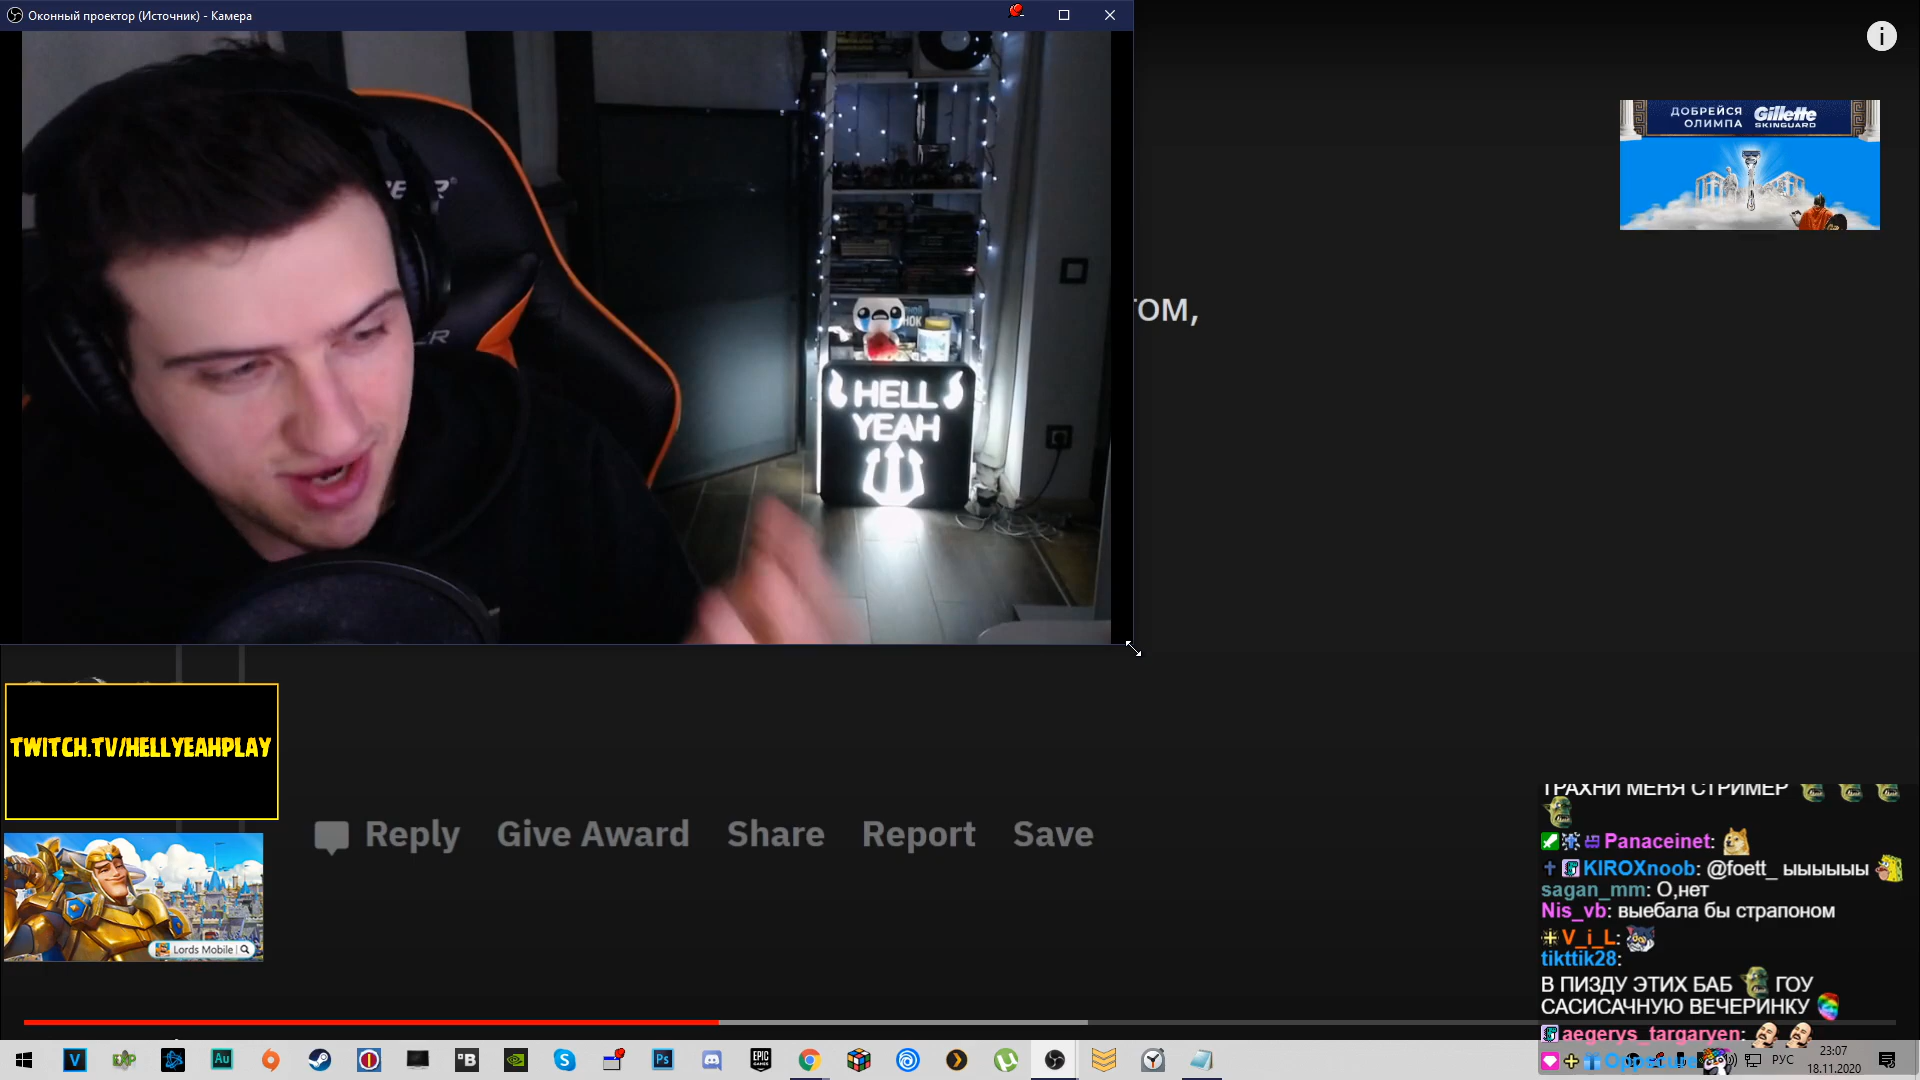 Оконный проектор (Источник) - Камера
ДОБРЕЙСЯ
ОЛИМПА
Gillette
SKINGUARD
ТОМ,
HELL
YEAH
TWITCH.TV/HELLYEAHPLAY
Lords Mobile
Reply Give Award Share Report Save
ТРАХНИ МЕНЯ СТРИМЕР
Panaceinet:
KIROXnoob: @foett_ ыыыыыы
sagan_mm: О,нет
Nis_vb: выебала бы страпоном
V_i_L:
tikttik28:
В ПИЗДУ ЭТИХ БАБ ГОУ
САСИСАЧНУЮ ВЕЧЕРИНКУ
aegerys_targaryen:
РУС
23:07
18.11.2020